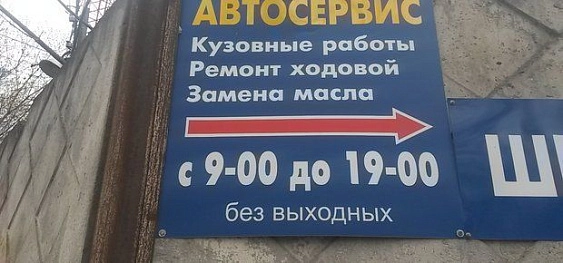 АВТОСЕРВИС
Кузовные работы
Ремонт ходовой
Замена масла
с 9-00 до 19-00
без выходных